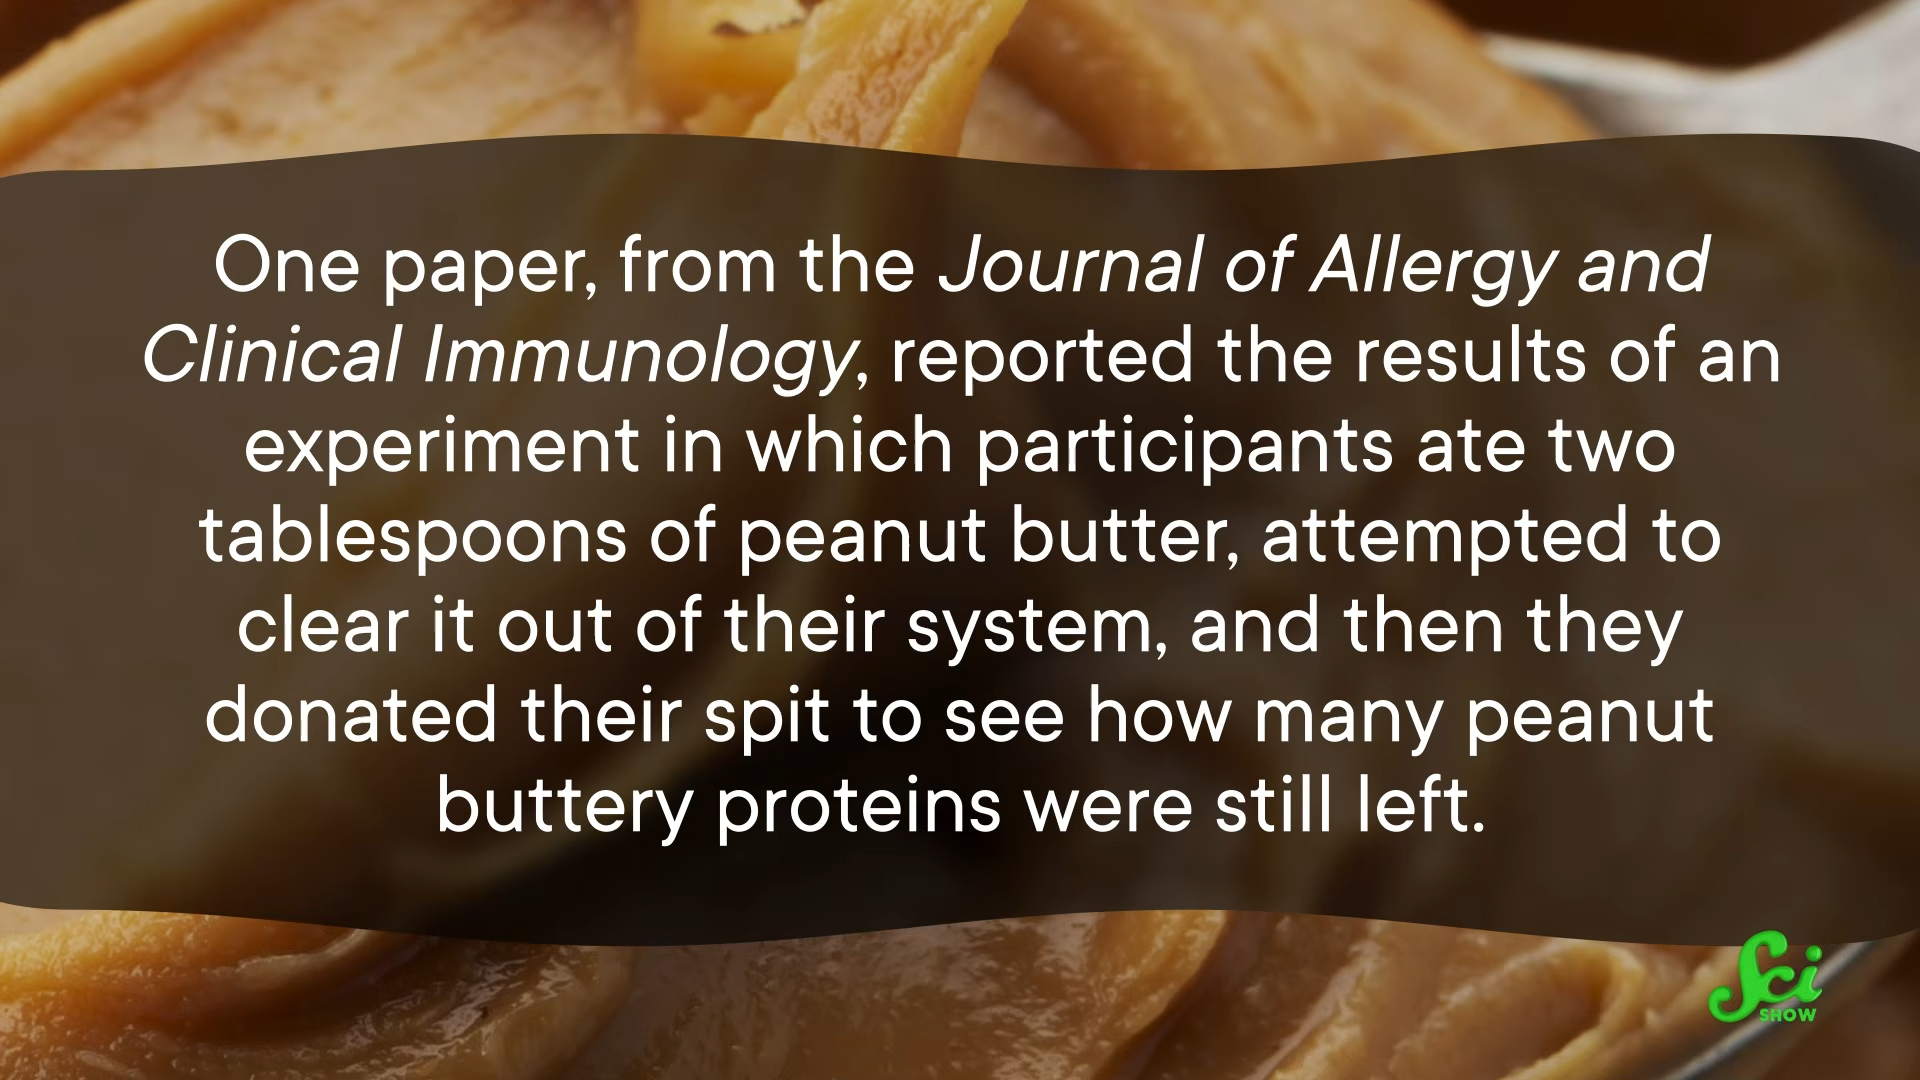 One paper, from the Journal of Allergy and
Clinical Immunology, reported the results of an
experiment in which participants ate two
tablespoons of peanut butter, attempted to
clear it out of their system, and then they
donated their spit to see how many peanut
buttery proteins were still left.
Sci
SHOW